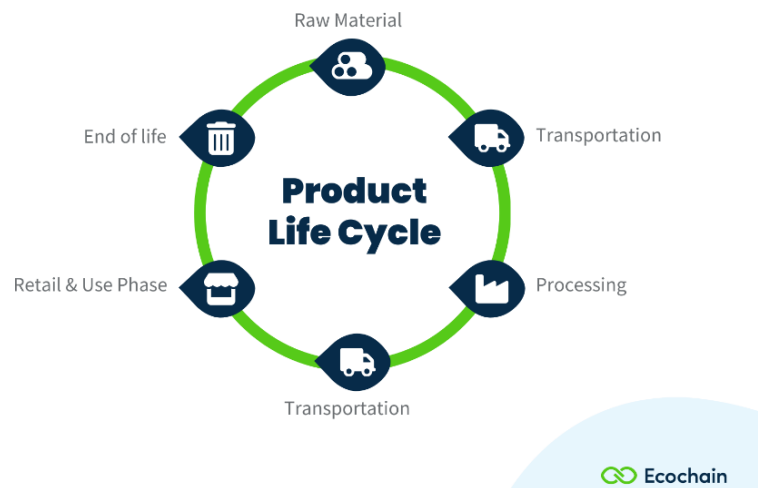 Raw Material
Transportation
Processing
Transportation
Retail & Use Phase
End of life
Product
Life Cycle
Ecochain